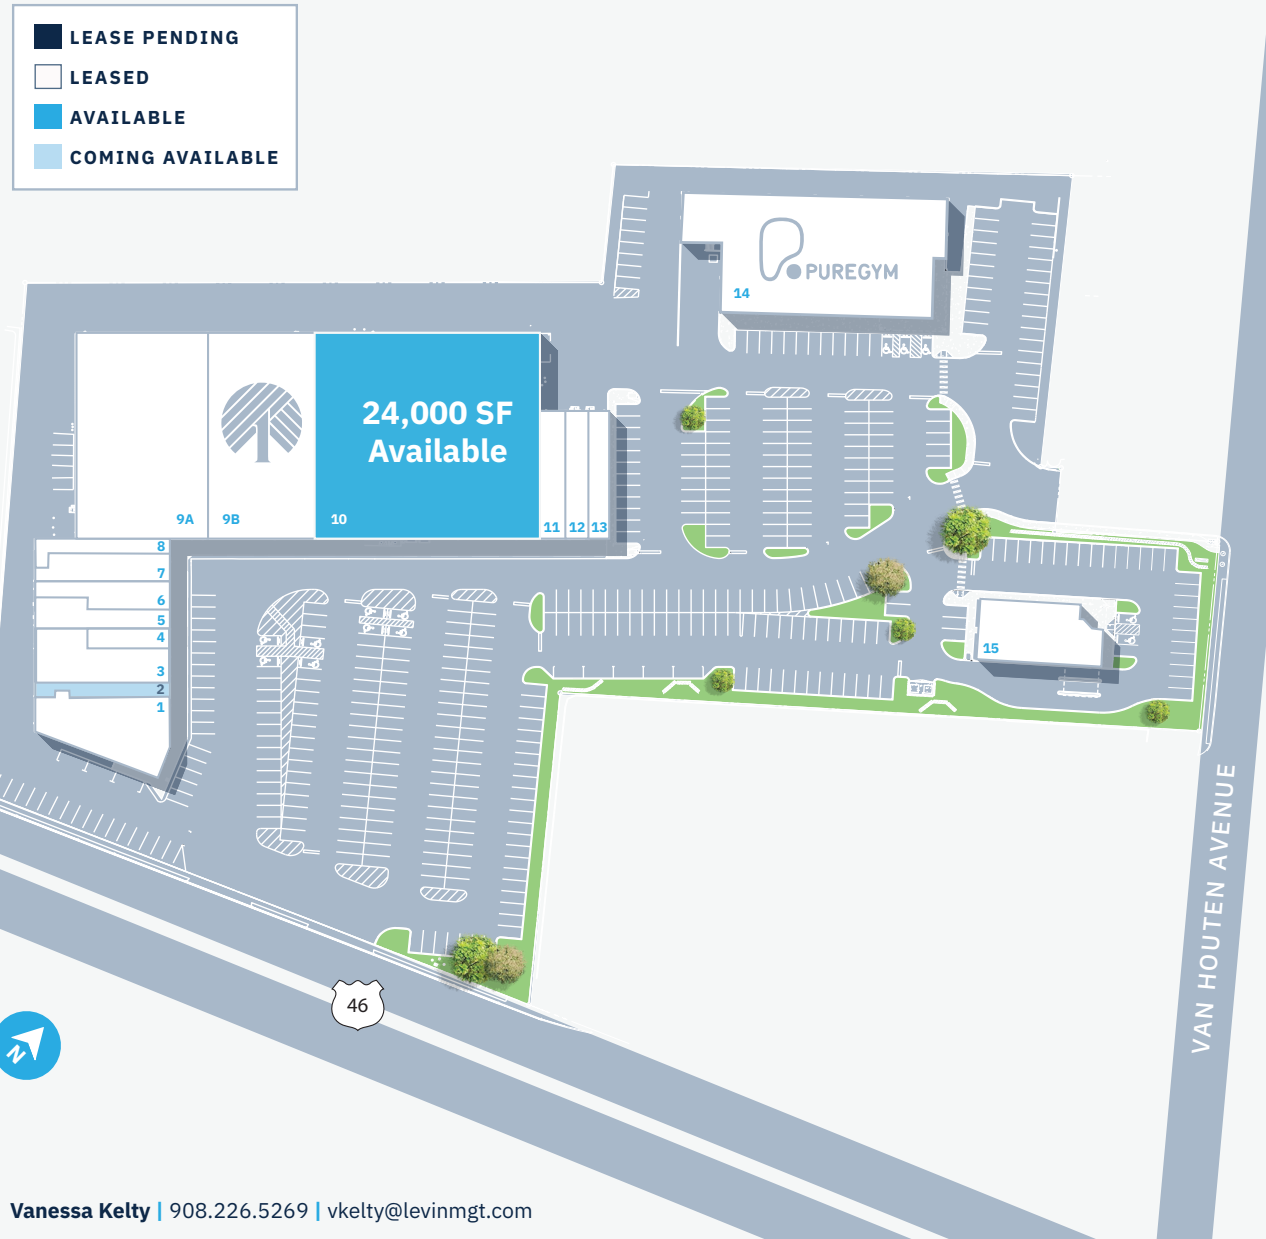 LEASE PENDING
LEASED
AVAILABLE
COMING AVAILABLE
PUREGYM
14
24,000 SF
Available
9A
9B
10
11
12
13
8
7
6
5
4
3
2
1
15
46
VAN HOUTEN AVENUE
N
Vanessa Kelty | 908.226.5269 | vkelty@levinmgt.com